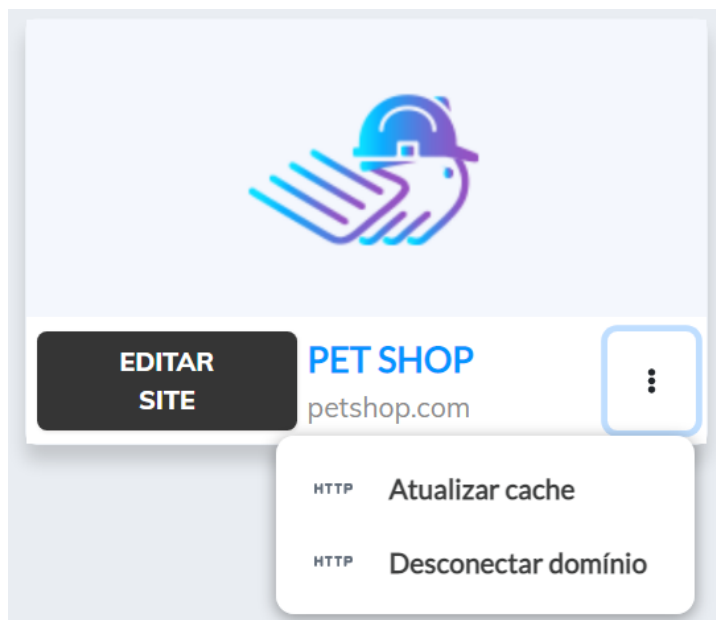 EDITAR
SITE
PET SHOP
petshop.com
HTTP Atualizar cache
HTTP Desconectar domínio